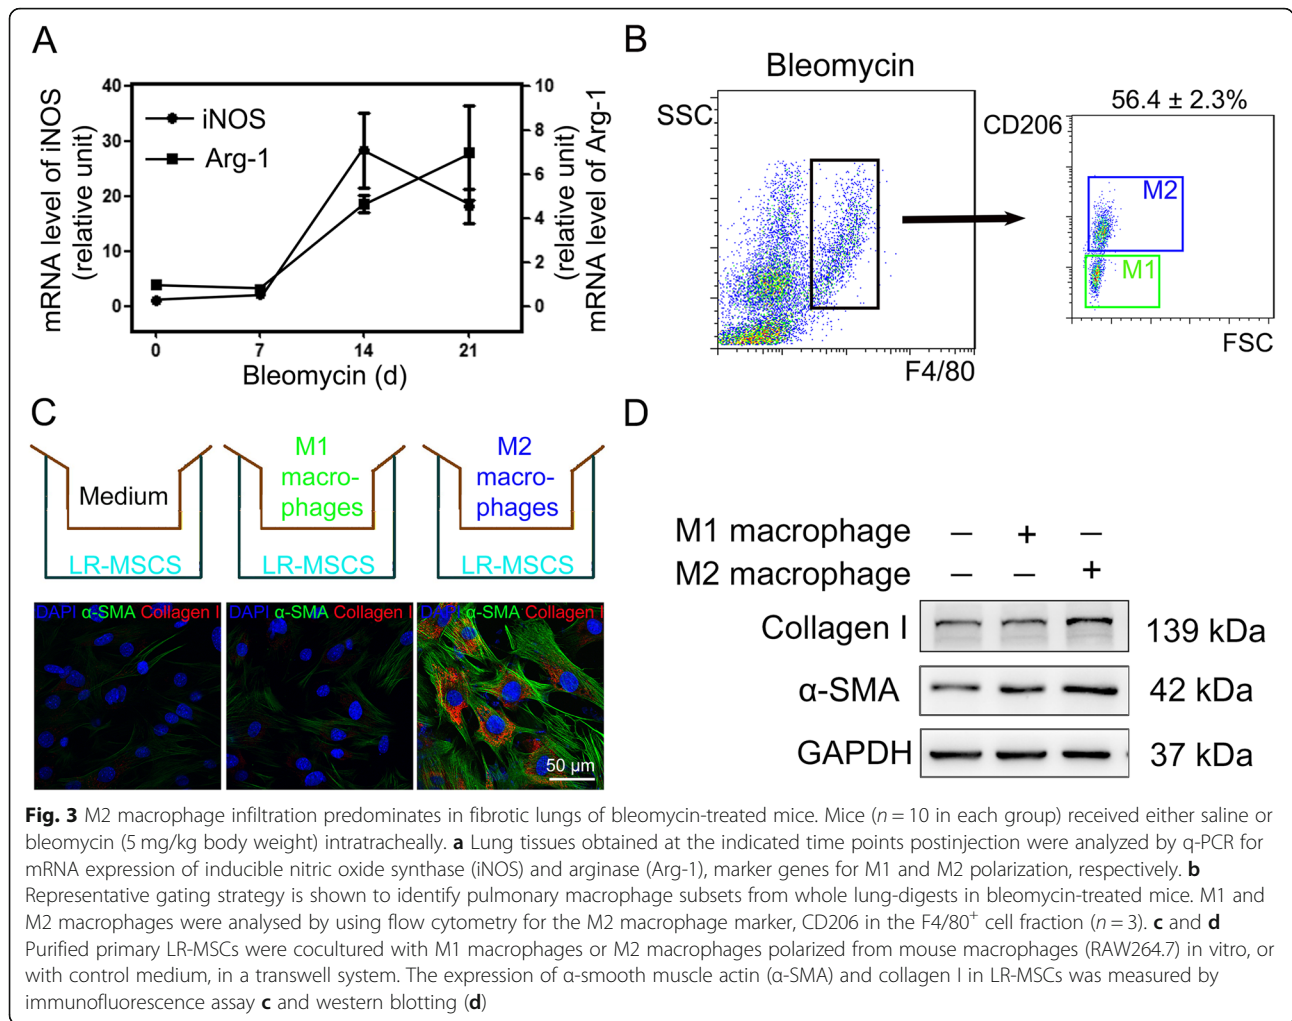 A
mRNA level of iNOS
(relative unit)
40
30
20
10
0
iNOS
Arg-1
10
8
6
4
2
0
(relative unit)
mRNA level of Arg-1
0 7 14 21
Bleomycin (d)
B
Bleomycin
SSC
F4/80
56.4 ± 2.3%
CD206
M2
M1
FSC
C
Medium
LR-MSCS
M1
macro-
phages
LR-MSCS
M2
macro-
phages
LR-MSCS
DAPI α-SMA Collagen I
DAPI α-SMA Collagen I
DAPI α-SMA Collagen I
50 μm
D
M1 macrophage – + –
M2 macrophage – – +
Collagen I 139 kDa
α-SMA 42 kDa
GAPDH 37 kDa
Fig. 3 M2 macrophage infiltration predominates in fibrotic lungs of bleomycin-treated mice. Mice (n = 10 in each group) received either saline or
bleomycin (5 mg/kg body weight) intratracheally. a Lung tissues obtained at the indicated time points postinjection were analyzed by q-PCR for
mRNA expression of inducible nitric oxide synthase (iNOS) and arginase (Arg-1), marker genes for M1 and M2 polarization, respectively. b
Representative gating strategy is shown to identify pulmonary macrophage subsets from whole lung-digests in bleomycin-treated mice. M1 and
M2 macrophages were analysed by using flow cytometry for the M2 macrophage marker, CD206 in the F4/80⁺ cell fraction (n = 3). c and d
Purified primary LR-MSCs were cocultured with M1 macrophages or M2 macrophages polarized from mouse macrophages (RAW264.7) in vitro, or
with control medium, in a transwell system. The expression of α-smooth muscle actin (α-SMA) and collagen I in LR-MSCs was measured by
immunofluorescence assay c and western blotting (d)